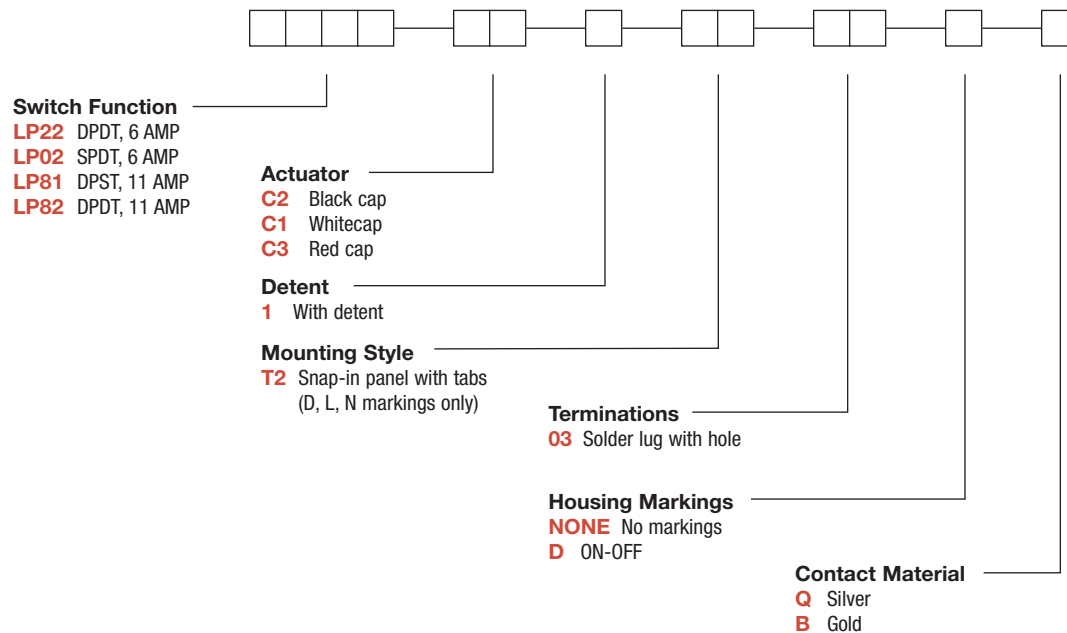 Switch Function
LP22 DPDT, 6 AMP
LP02 SPDT, 6 AMP
LP81 DPST, 11 AMP
LP82 DPDT, 11 AMP
Actuator
C2 Black cap
C1 Whitecap
C3 Red cap
Detent
1 With detent
Mounting Style
T2 Snap-in panel with tabs
(D, L, N markings only)
Terminations
03 Solder lug with hole
Housing Markings
NONE No markings
D ON-OFF
Contact Material
Q Silver
B Gold